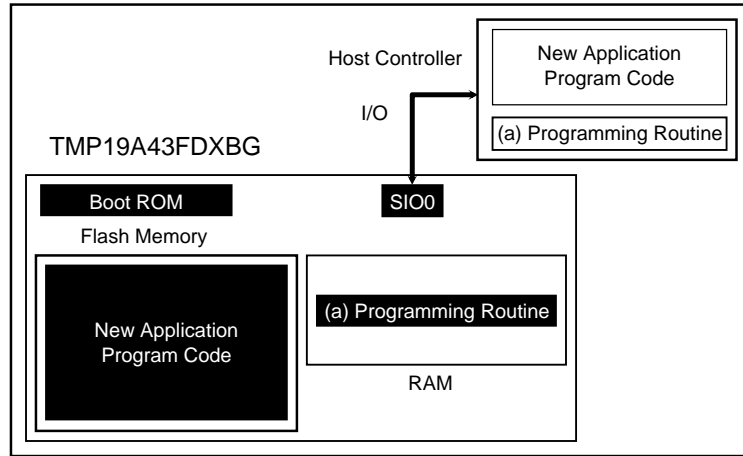 Host Controller
New Application
Program Code
I/O
(a) Programming Routine
TMP19A43FDXBG
Boot ROM
SIO0
Flash Memory
New Application
Program Code
(a) Programming Routine
RAM